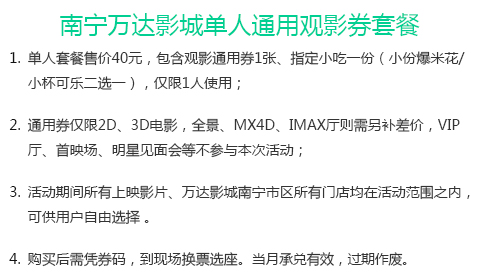 南宁万达影城单人通用观影券套餐
1. 单人套餐售价40元，包含观影通用券1张、指定小吃一份（小份爆米花/
小杯可乐二选一），仅限1人使用；
2. 通用券仅限2D、3D电影，全景、MX4D、IMAX厅则需另补差价，VIP
厅、首映场、明星见面会等不参与本次活动；
3. 活动期间所有上映影片、万达影城南宁市区所有门店均在活动范围之内，
可供用户自由选择 。
4. 购买后需凭券码，到现场换票选座。当月承兑有效，过期作废。